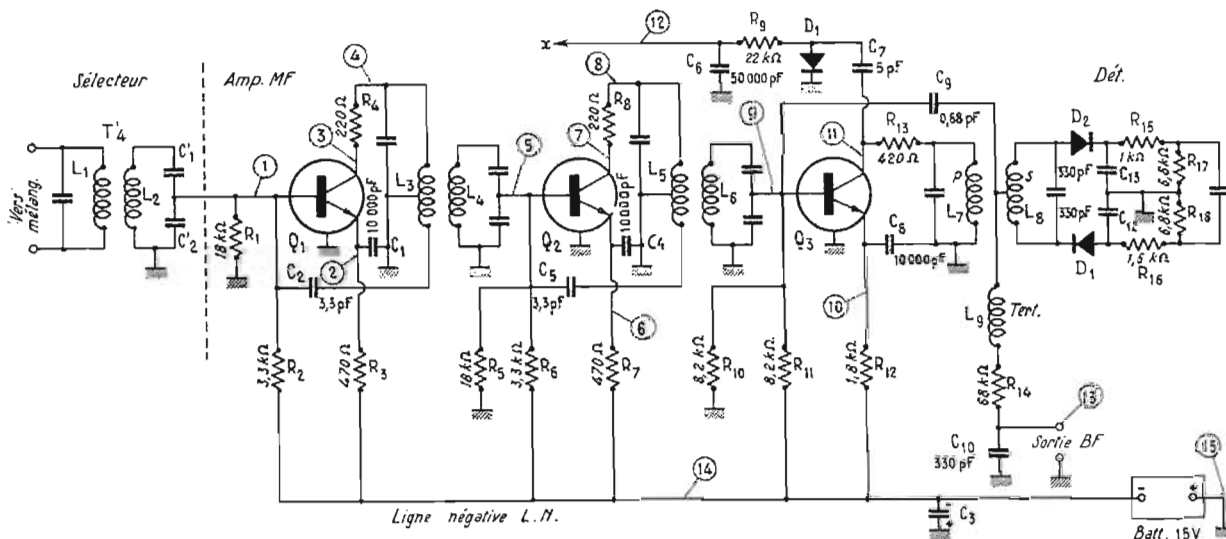 Sélecteur
Amp. MF
Dét.
Vers mélang.
T'4
L1
L2
C'1
C'2
1
18 kΩ
R1
Q1
2
3
4
220 Ω
R4
10 000 pF
C1
C2
3,3 pF
L3
L4
3,3 kΩ
R2
470 Ω
R3
5
6
7
8
220 Ω
R8
Q2
10 000 pF
C4
C5
3,3 pF
L5
L6
18 kΩ
R5
3,3 kΩ
R6
470 Ω
R7
x
12
R9
22 kΩ
C6
50 000 pF
D1
C7
5 pF
9
10
11
Q3
R13
420 Ω
C8
10 000 pF
8,2 kΩ
R10
8,2 kΩ
R11
1,8 kΩ
R12
C9
0,68 pF
p
L7
s
L8
D2
330 pF
C13
R15
1 kΩ
6,8 kΩ
R17
330 pF
C12
6,8 kΩ
R18
D1
1,5 kΩ
R16
L9
Tert.
68 kΩ
R14
13
C10
330 pF
Sortie BF
14
Ligne négative L.N.
C3
-
+
-
+
Batt. 15V
15